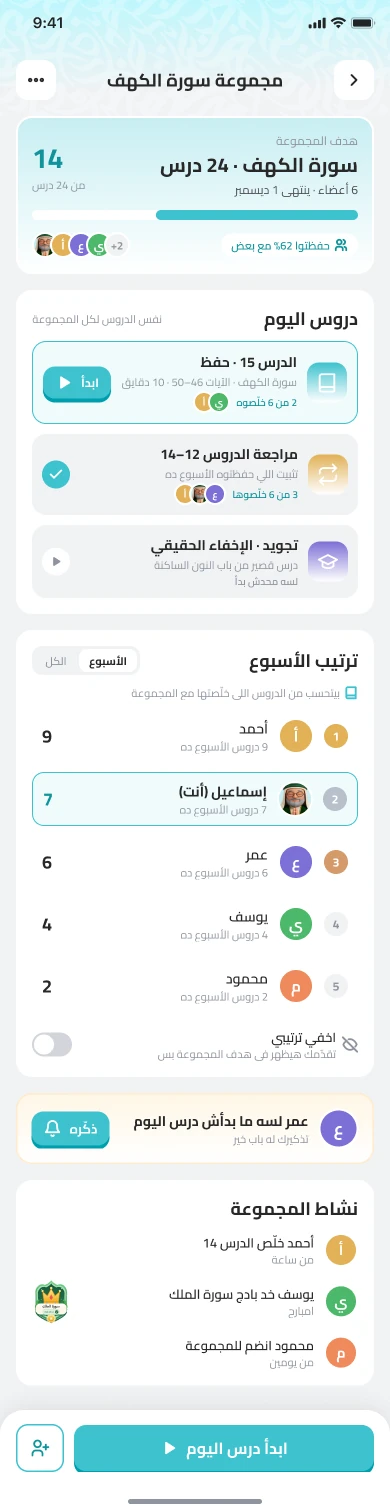 9:41
مجموعة سورة الكهف
هدف المجموعة
سورة الكهف · 24 درس
6 أعضاء · ينتهي 1 ديسمبر
14
من 24 درس
حفظتوا 62% مع بعض
أ ع ي +2
دروس اليوم
نفس الدروس لكل المجموعة
الدرس 15 · حفظ
سورة الكهف · الآيات 46–50 · 10 دقايق
2 من 6 خلّصوه
ي أ
ابدأ
مراجعة الدروس 12–14
تثبيت اللي حفظتوه الأسبوع ده
3 من 6 خلّصوها
ع أ
تجويد · الإخفاء الحقيقي
درس قصير من باب النون الساكنة
لسه محدش بدأ
ترتيب الأسبوع
الأسبوع
الكل
بيتحسب من الدروس اللي خلّصتها مع المجموعة
1
أ
أحمد
9 دروس الأسبوع ده
9
2
إسماعيل (أنت)
7 دروس الأسبوع ده
7
3
ع
عمر
6 دروس الأسبوع ده
6
4
ي
يوسف
4 دروس الأسبوع ده
4
5
م
محمود
2 دروس الأسبوع ده
2
اخفي ترتيبي
تقدّمك هيظهر في هدف المجموعة بس
ع
عمر لسه ما بدأش درس اليوم
تذكيرك له باب خير
ذكّره
نشاط المجموعة
أ
أحمد خلّص الدرس 14
من ساعة
ي
يوسف خد بادج سورة الملك
امبارح
م
محمود انضم للمجموعة
من يومين
ابدأ درس اليوم